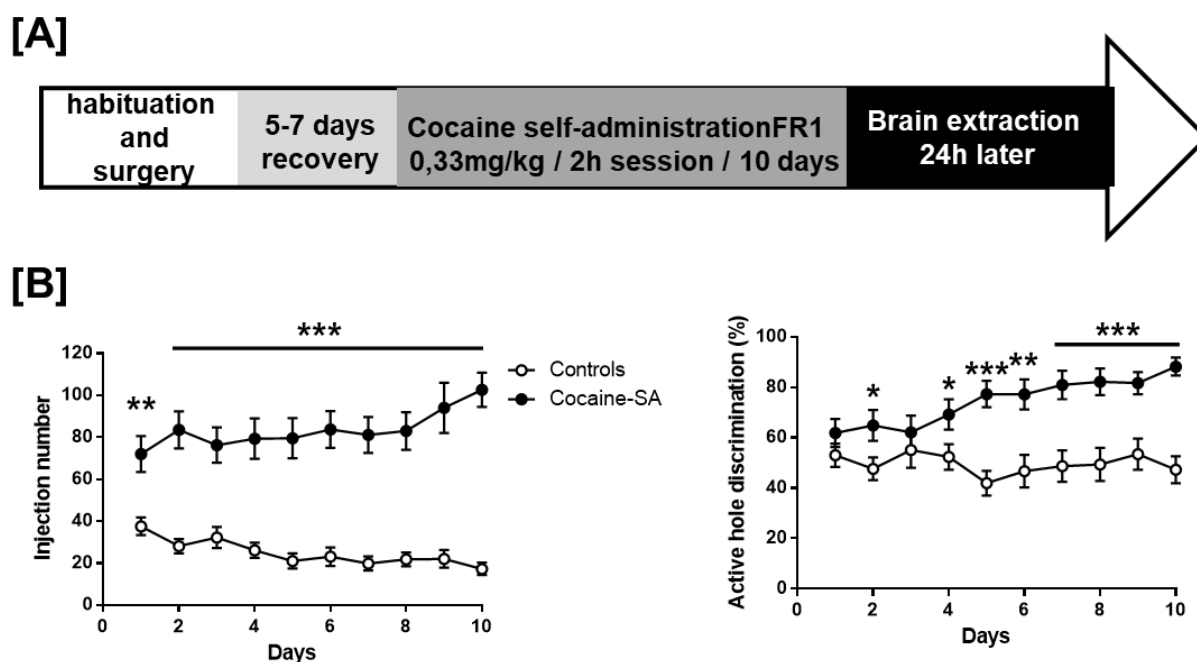 [A]
habituation
and
surgery
5-7 days
recovery
Cocaine self-administrationFR1
0,33mg/kg / 2h session / 10 days
Brain extraction
24h later
[B]
Injection number
120
100
80
60
40
20
0
**
***
0 2 4 6 8 10
Days
Controls
Cocaine-SA
Active hole discrimination (%)
100
80
60
40
20
0
*
*
***
**
***
0 2 4 6 8 10
Days